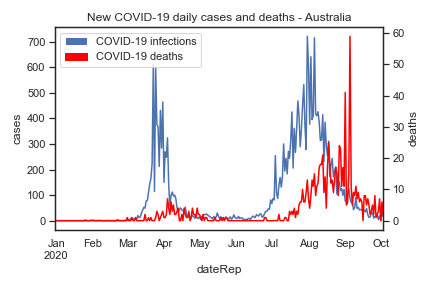 New COVID-19 daily cases and deaths - Australia
COVID-19 infections
COVID-19 deaths
700
600
500
400
300
200
100
0
cases
60
50
40
30
20
10
0
deaths
Jan Feb Mar Apr May Jun Jul Aug Sep Oct
2020
dateRep